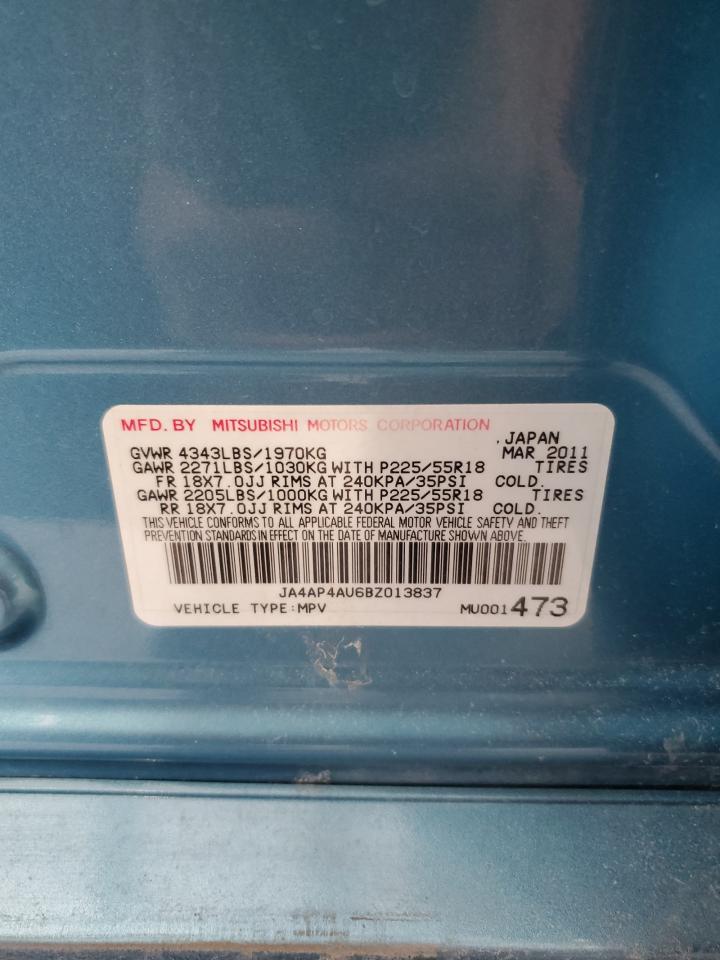 MFD. BY MITSUBISHI MOTORS CORPORATION
. JAPAN
GVWR 4343LBS/1970KG MAR 2011
GAWR 2271LBS/1030KG WITH P225/55R18 TIRES
FR 18X7.0JJ RIMS AT 240KPA/35PSI COLD.
GAWR 2205LBS/1000KG WITH P225/55R18 TIRES
RR 18X7.0JJ RIMS AT 240KPA/35PSI COLD.
THIS VEHICLE CONFORMS TO ALL APPLICABLE FEDERAL MOTOR VEHICLE SAFETY AND THEFT
PREVENTION STANDARDS IN EFFECT ON THE DATE OF MANUFACTURE SHOWN ABOVE.
JA4AP4AU6BZ013837
VEHICLE TYPE:MPV MU001473